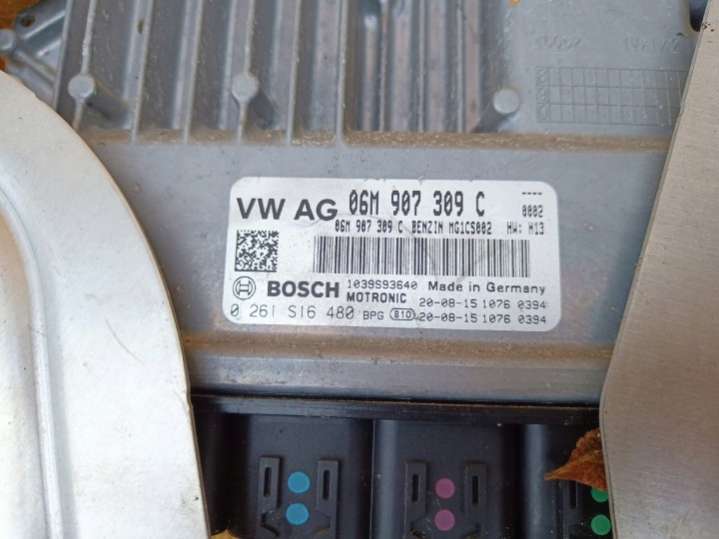 VW AG 06M 907 309 C ----
0002
06M 907 309 C BENZIN MG1CS002 HW: H13
BOSCH 1039S93640 Made in Germany
MOTRONIC 20-08-15 1076 0394
0 261 S16 480 BPG 810 20-08-15 1076 0394